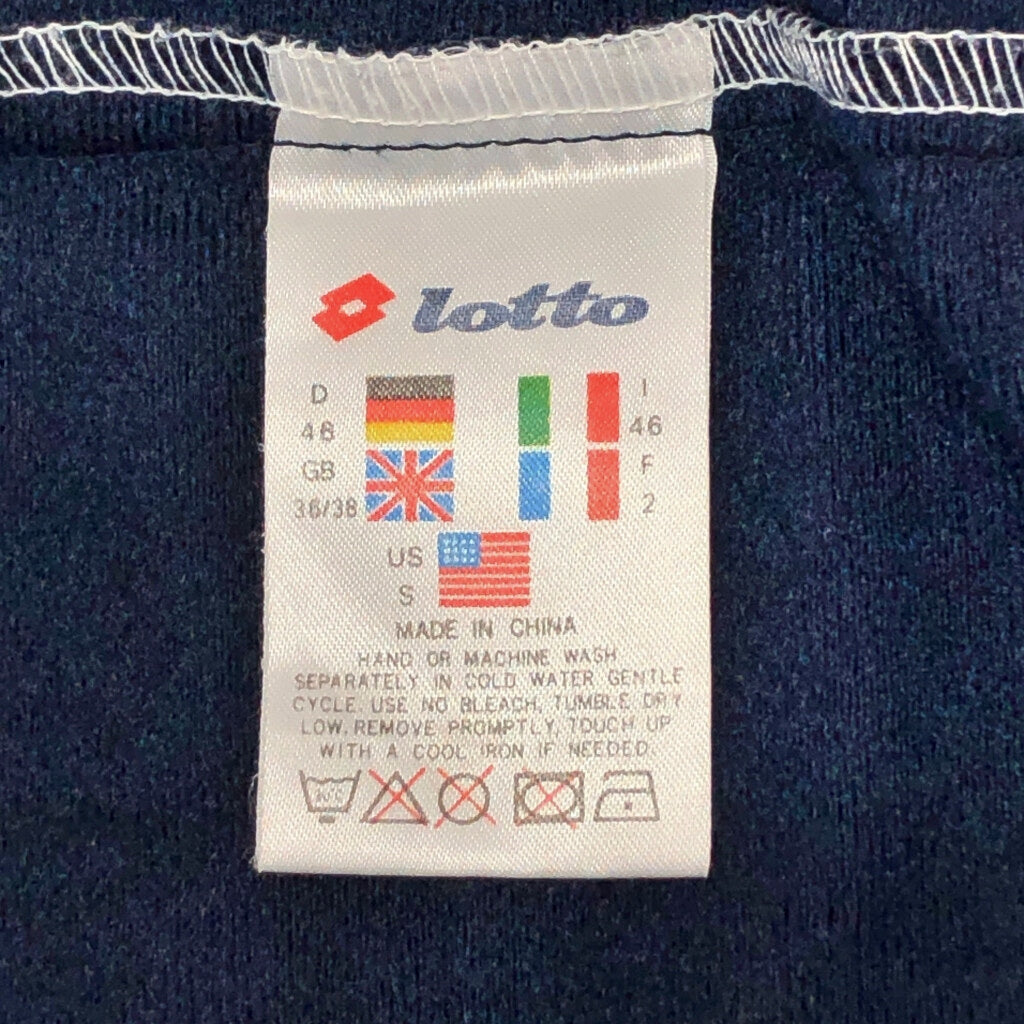 lotto
D I
46 46
GB F
36/38 2
US
S
MADE IN CHINA
HAND OR MACHINE WASH
SEPARATELY IN COLD WATER GENTLE
CYCLE. USE NO BLEACH. TUMBLE DRY
LOW. REMOVE PROMPTLY. TOUCH UP
WITH A COOL IRON IF NEEDED.